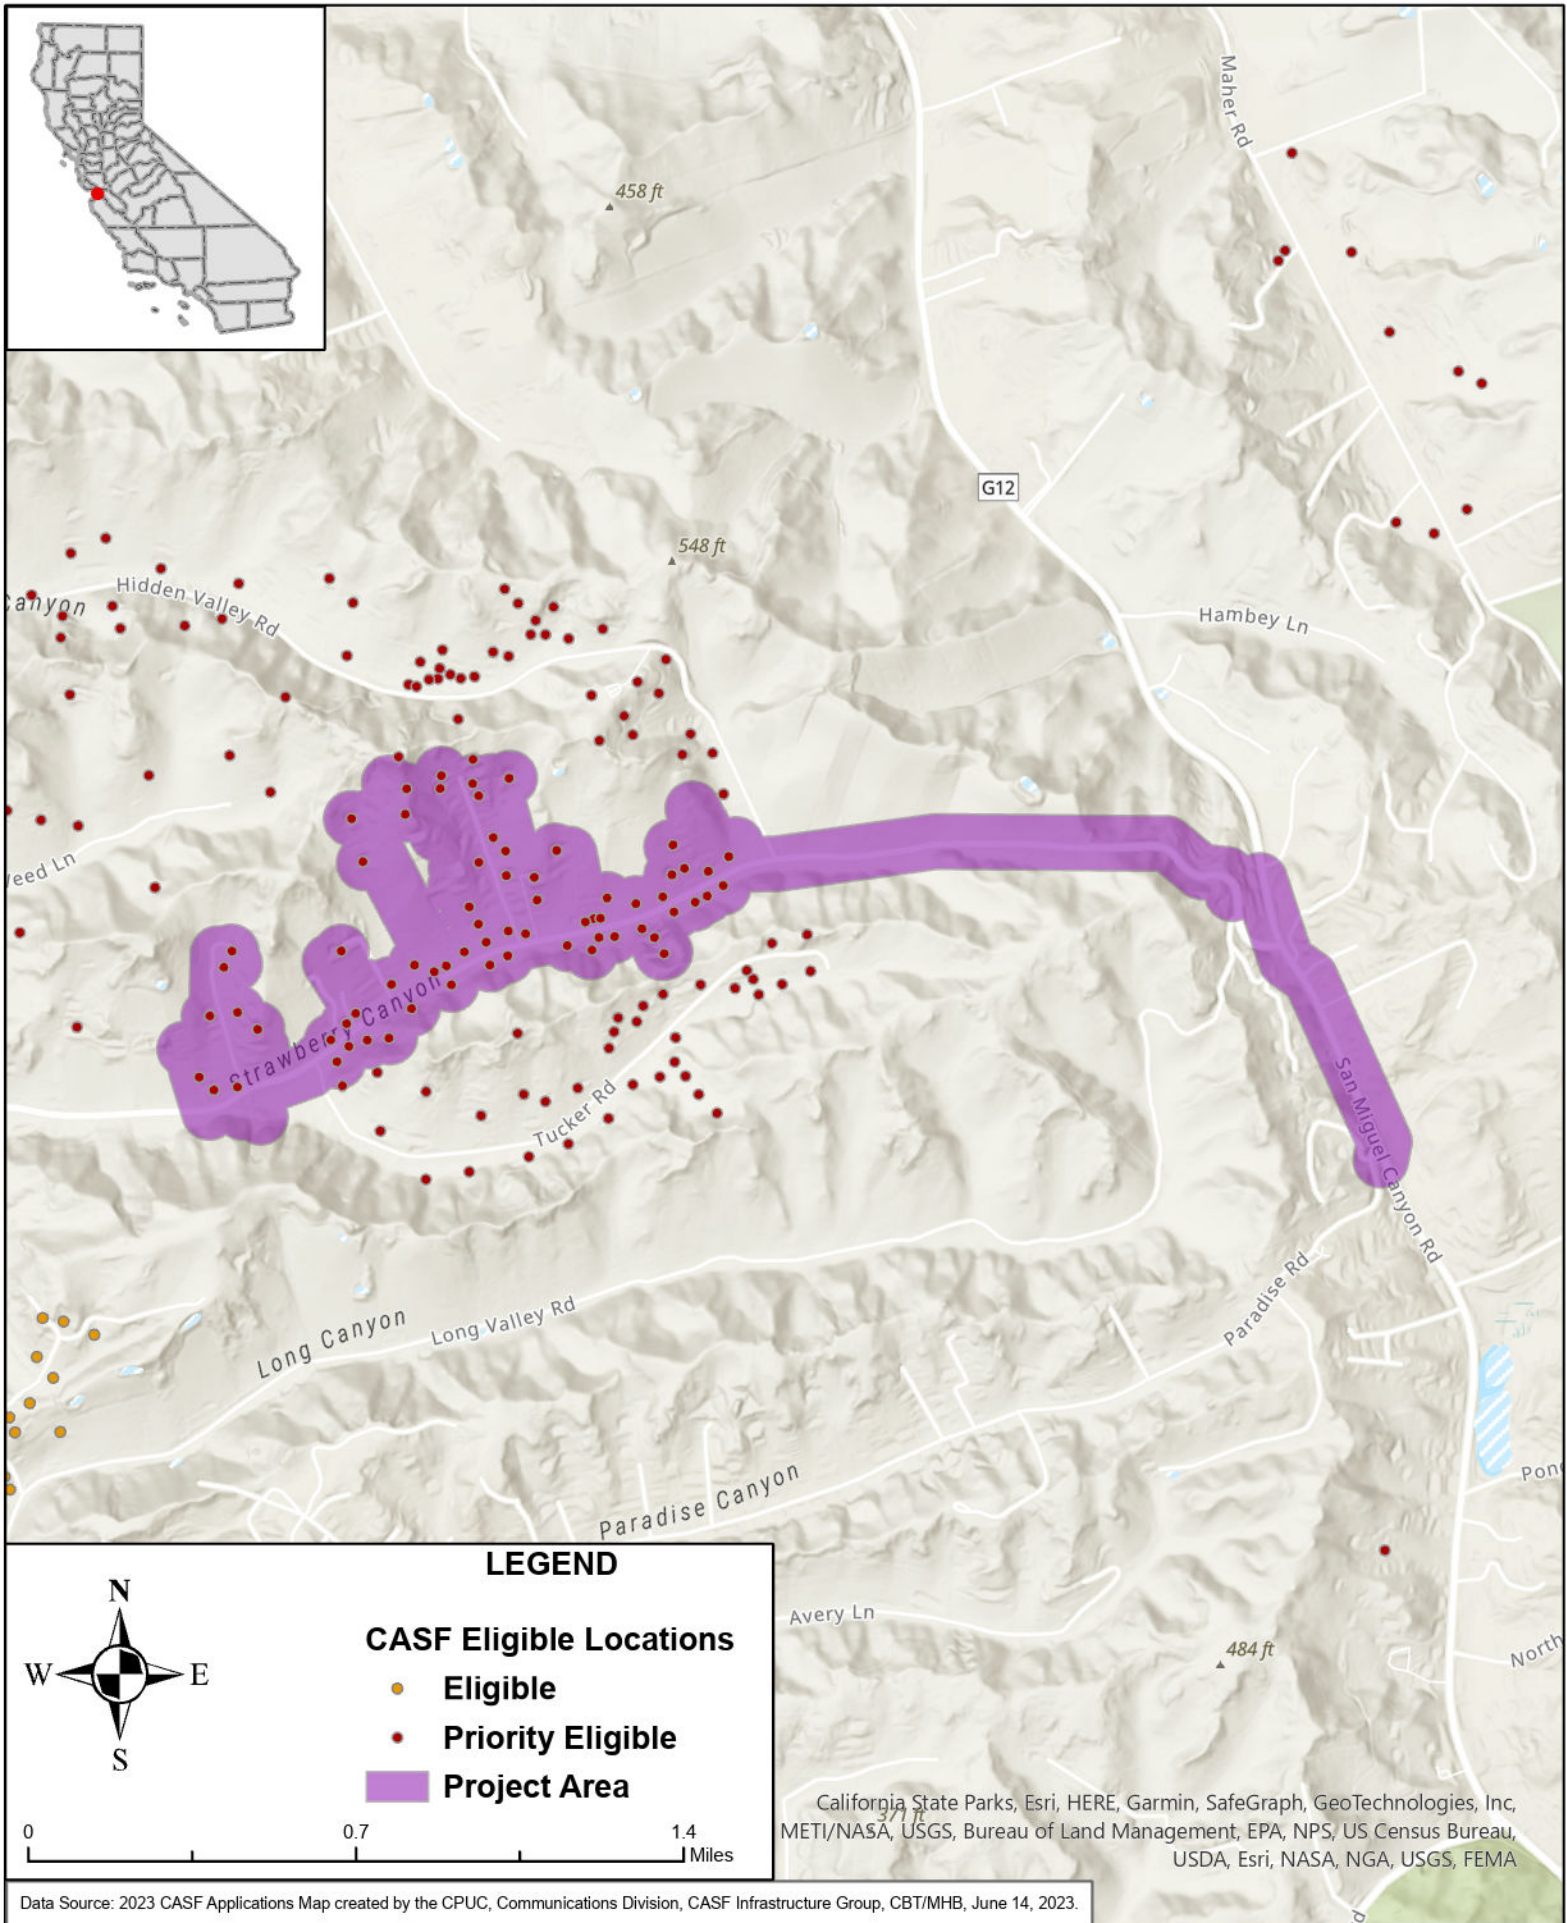 Maher Rd
458 ft
G12
548 ft
Hambey Ln
Canyon
Hidden Valley Rd
Weed Ln
Strawberry Canyon
Tucker Rd
San Miguel Canyon Rd
Paradise Rd
Long Canyon
Long Valley Rd
Paradise Canyon
Pond
Avery Ln
484 ft
North
371 ft
LEGEND
N
W E
S
CASF Eligible Locations
Eligible
Priority Eligible
Project Area
0 0.7 1.4
Miles
California State Parks, Esri, HERE, Garmin, SafeGraph, GeoTechnologies, Inc,
METI/NASA, USGS, Bureau of Land Management, EPA, NPS, US Census Bureau,
USDA, Esri, NASA, NGA, USGS, FEMA
Data Source: 2023 CASF Applications Map created by the CPUC, Communications Division, CASF Infrastructure Group, CBT/MHB, June 14, 2023.